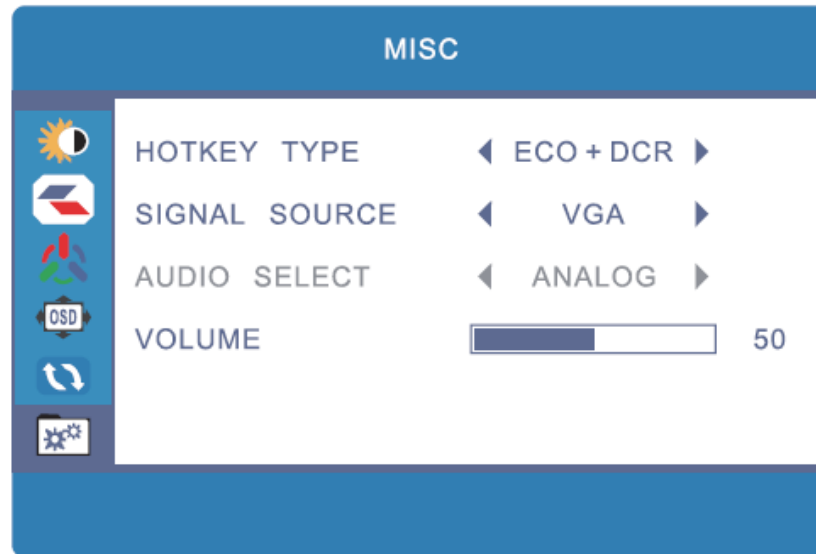 MISC
HOTKEY TYPE ECO + DCR
SIGNAL SOURCE VGA
AUDIO SELECT ANALOG
OSD
VOLUME 50